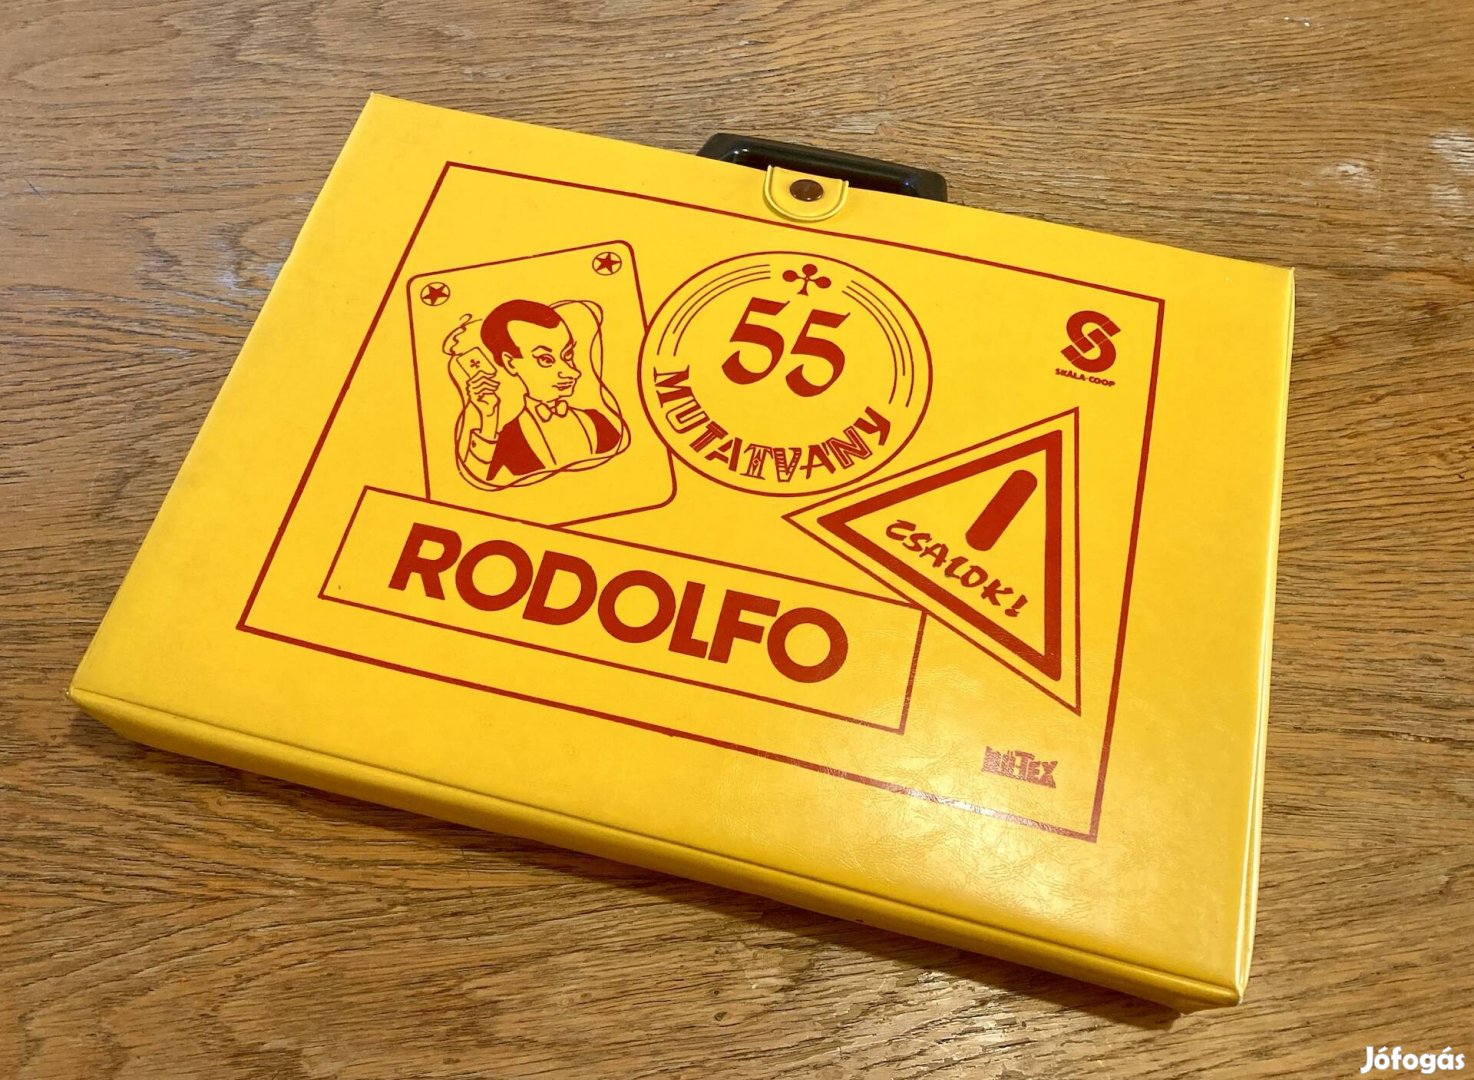 55
MUTATVÁNY
SKÁLA-COOP
CSALOK!
RODOLFO
Jófogás